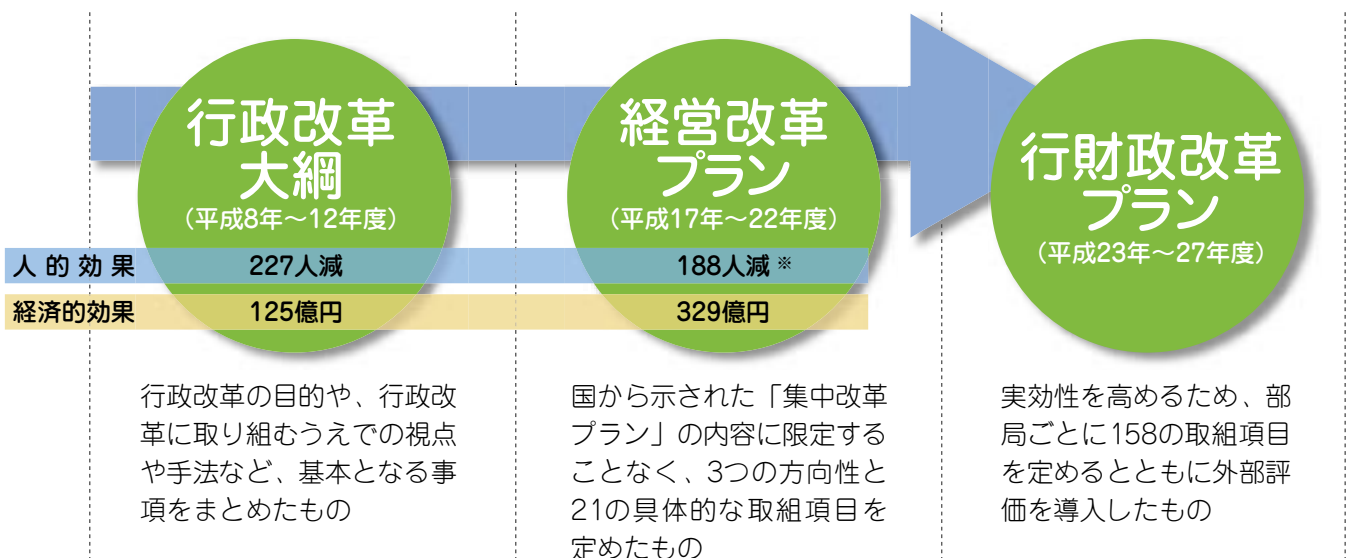 行政改革
大綱
（平成8年～12年度）
経営改革
プラン
（平成17年～22年度）
行財政改革
プラン
（平成23年～27年度）
人的効果 227人減 188人減※
経済的効果 125億円 329億円
行政改革の目的や、行政改
革に取り組むうえでの視点
や手法など、基本となる事
項をまとめたもの
国から示された「集中改革
プラン」の内容に限定する
ことなく、3つの方向性と
21の具体的な取組項目を
定めたもの
実効性を高めるため、部
局ごとに158の取組項目
を定めるとともに外部評
価を導入したもの